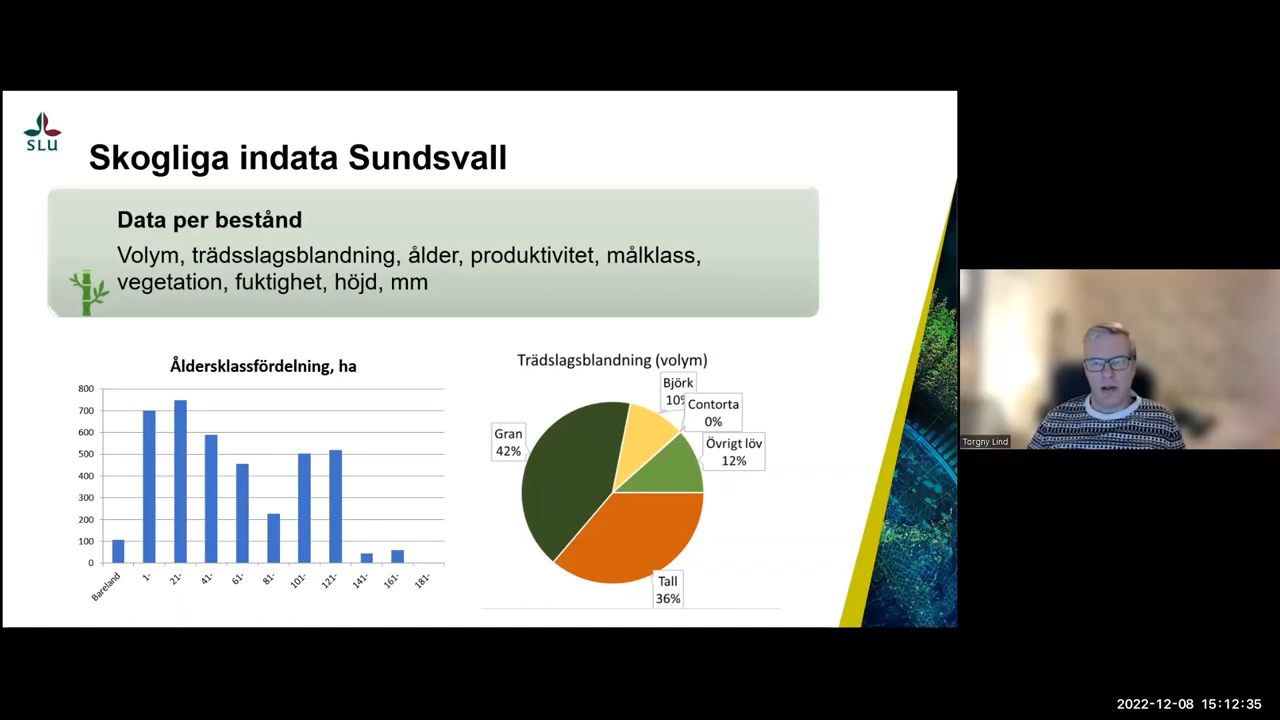 SLU
Skogliga indata Sundsvall
Data per bestånd
Volym, trädsslagsblandning, ålder, produktivitet, målklass,
vegetation, fuktighet, höjd, mm
Åldersklassfördelning, ha
800
700
600
500
400
300
200
100
0
Bareland
1-
21-
41-
61-
81-
101-
121-
141-
161-
181-
Trädslagsblandning (volym)
Björk
10%
Contorta
0%
Övrigt löv
12%
Gran
42%
Tall
36%
Torgny Lind
2022-12-08 15:12:35